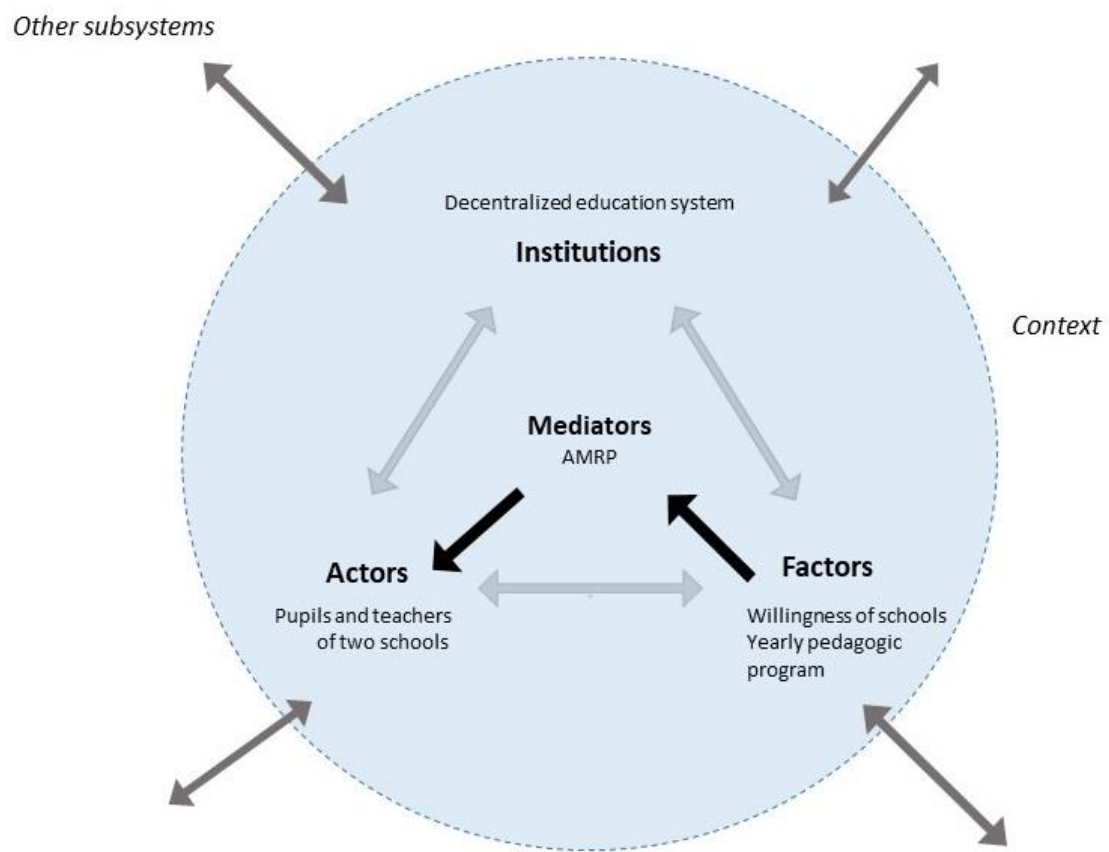 Other subsystems
Decentralized education system
Institutions
Context
Mediators
AMRP
Actors
Pupils and teachers
of two schools
Factors
Willingness of schools
Yearly pedagogic
program